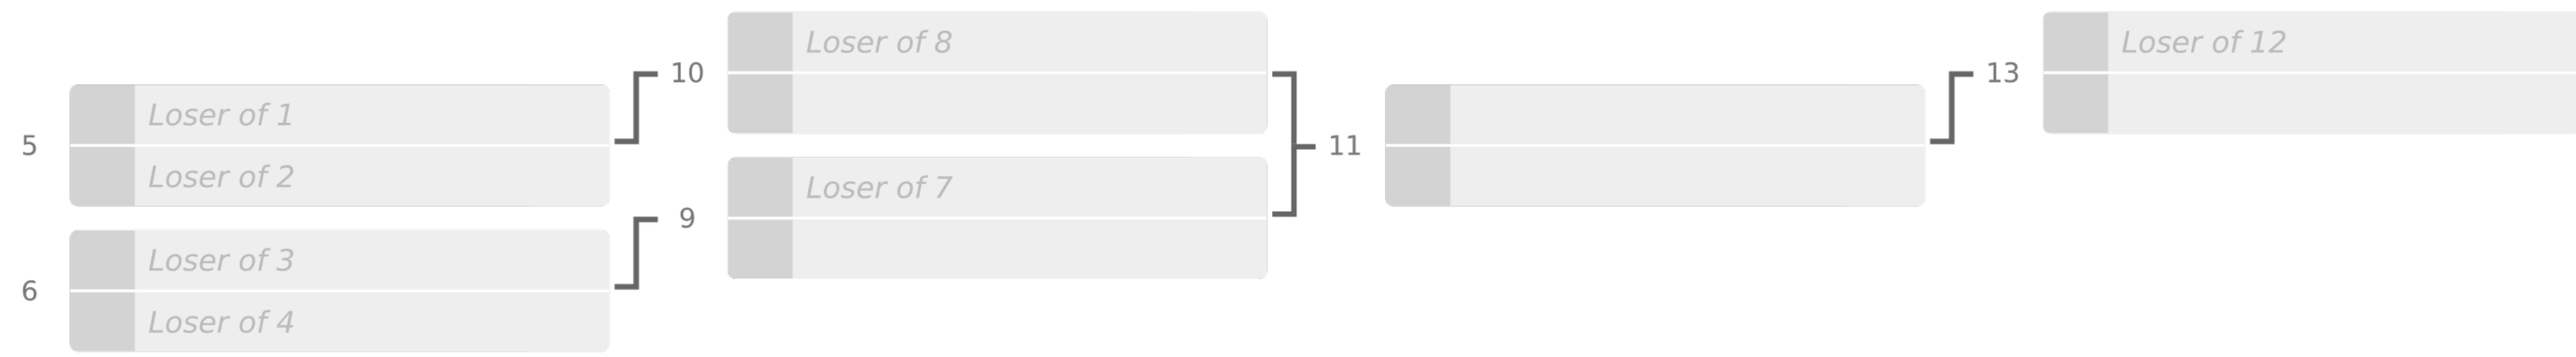 5
Loser of 1
Loser of 2
6
Loser of 3
Loser of 4
10
Loser of 8
9
Loser of 7
11
13
Loser of 12